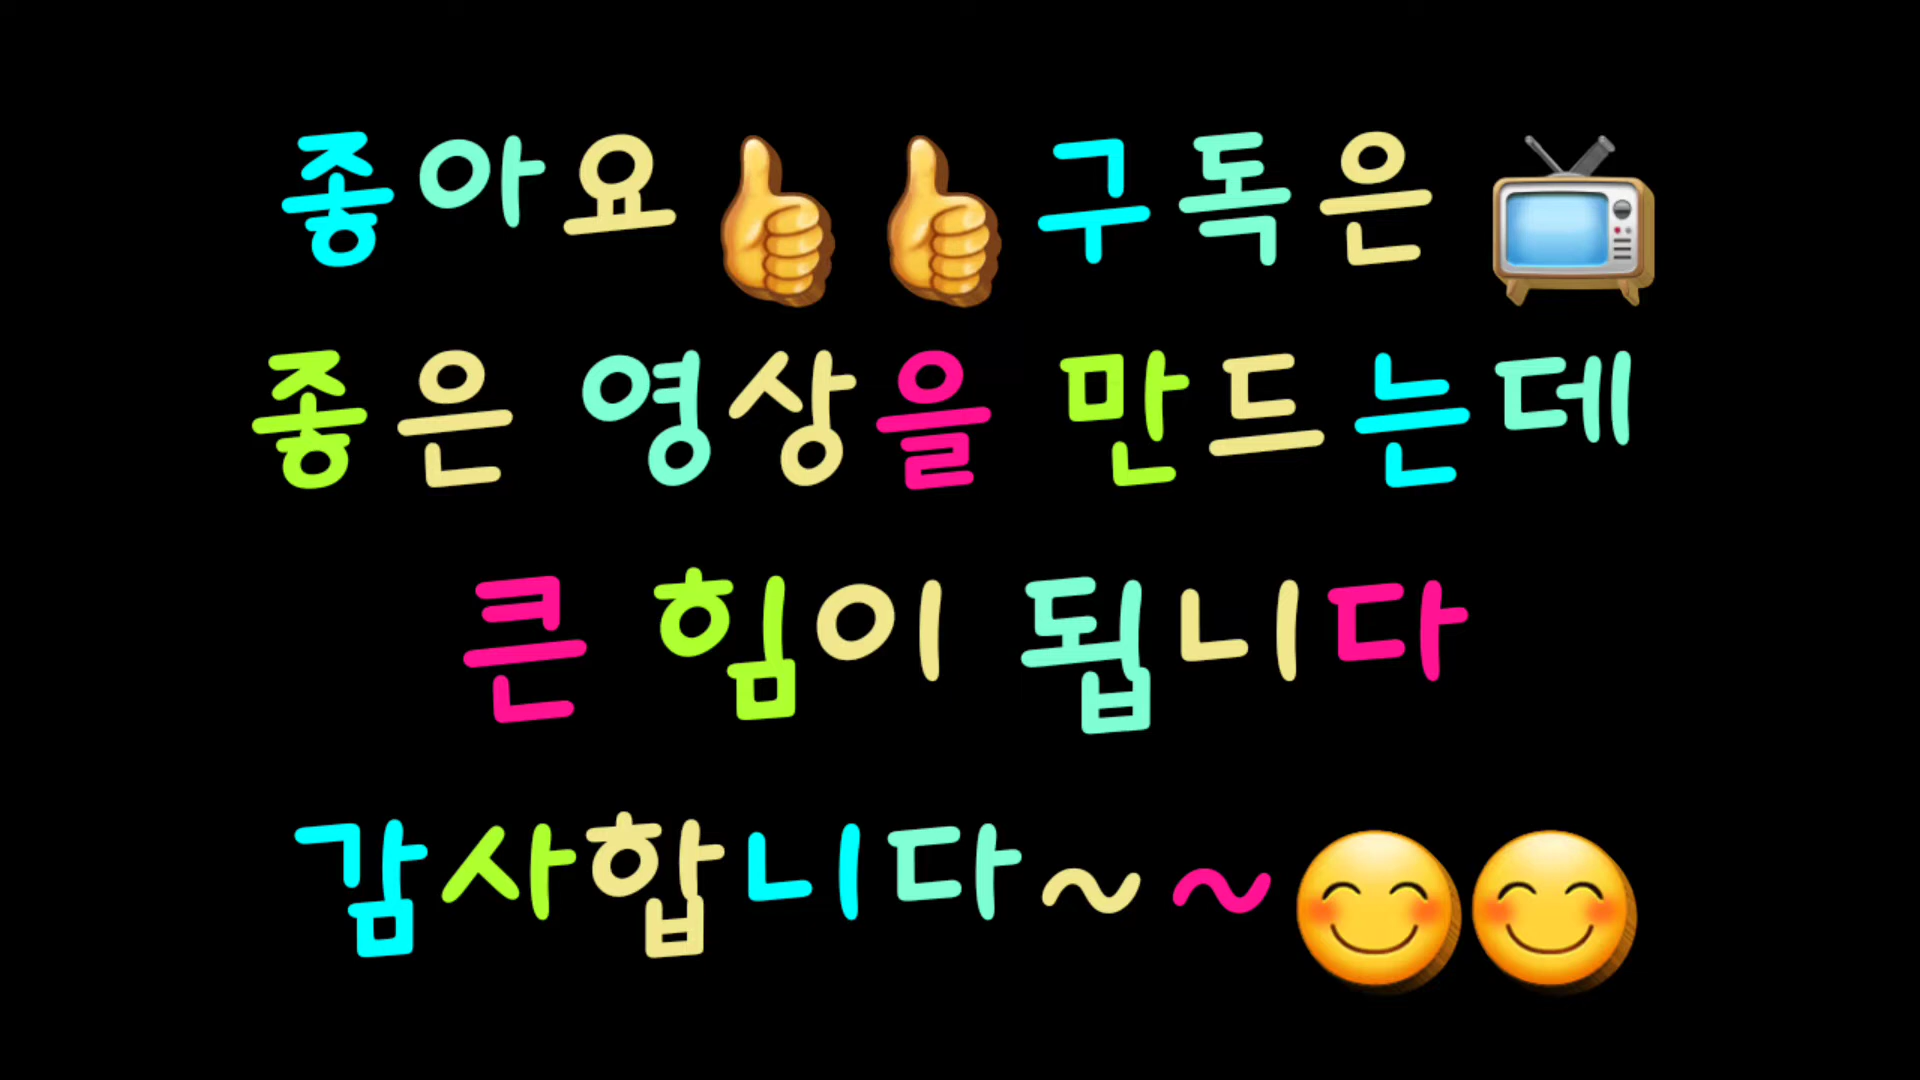 좋아요👍👍구독은 📺
좋은 영상을 만드는데
큰 힘이 됩니다
감사합니다~~😊😊